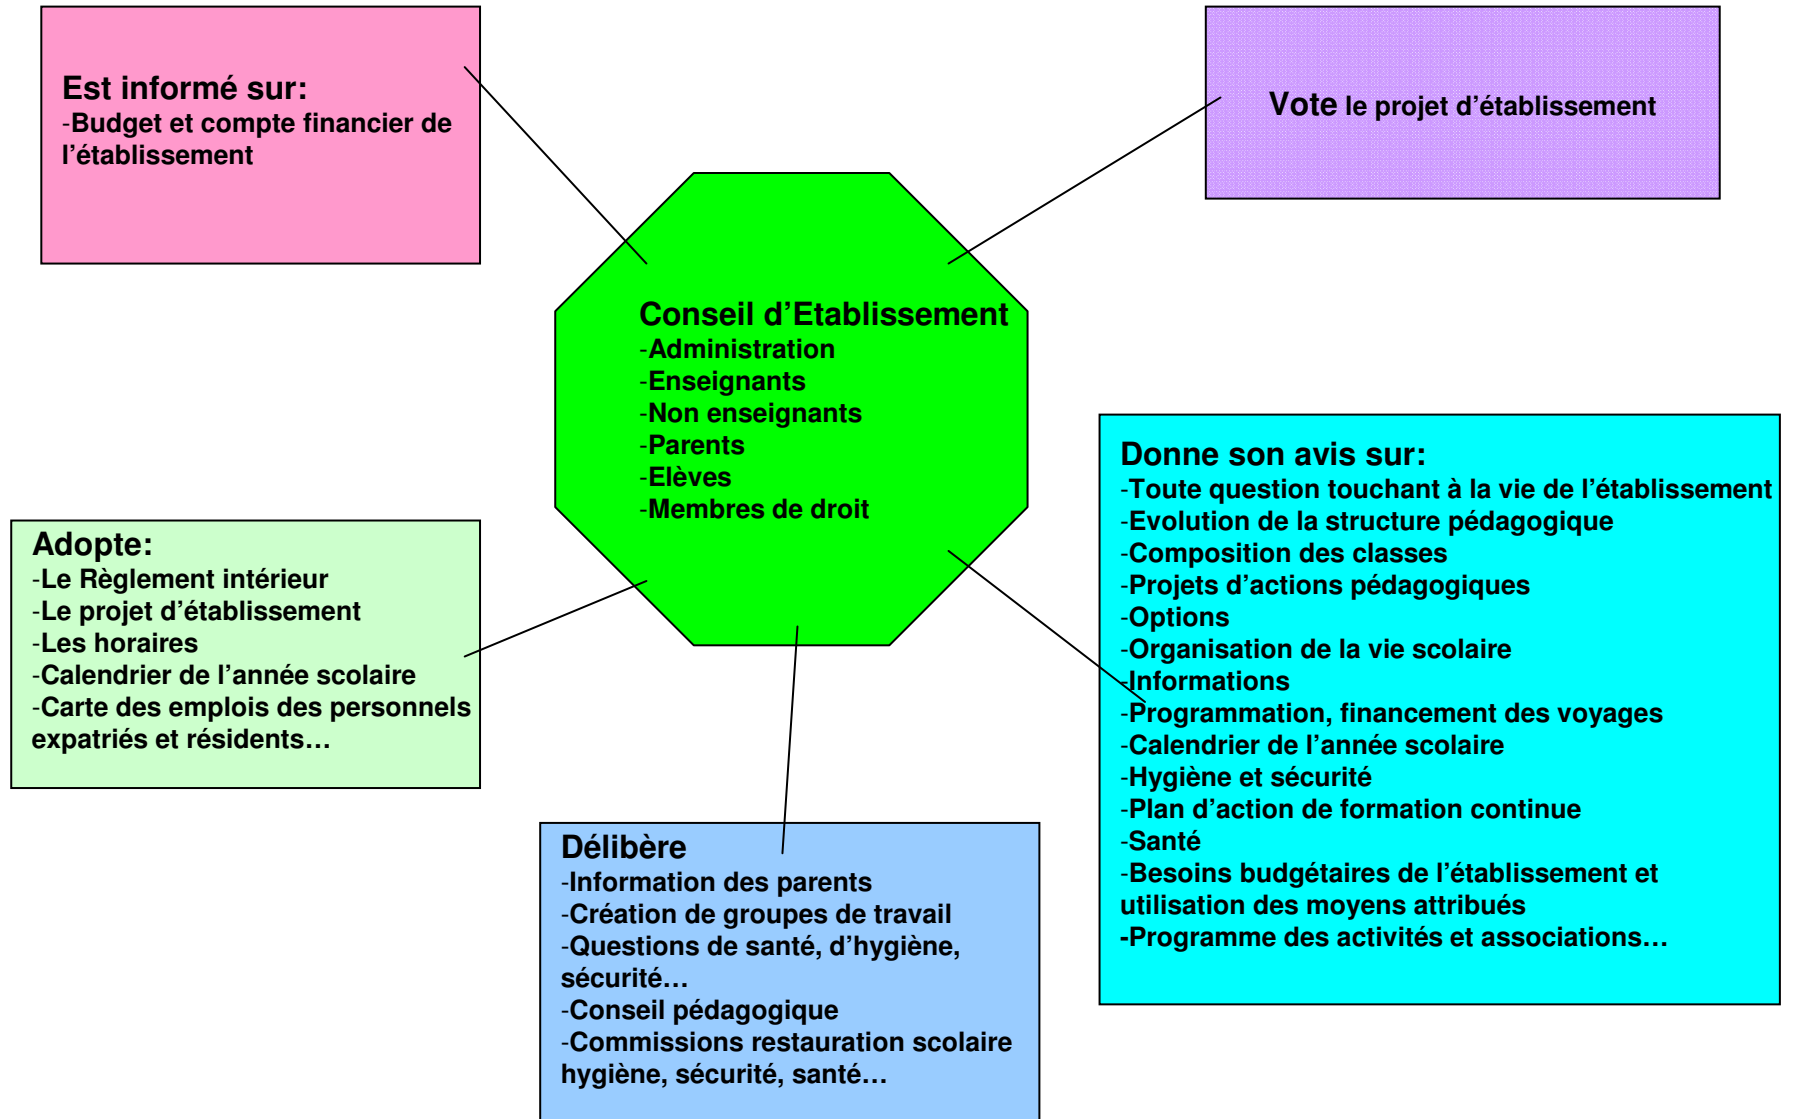 Est informé sur:
-Budget et compte financier de
l’établissement
Vote le projet d’établissement
Conseil d’Etablissement
-Administration
-Enseignants
-Non enseignants
-Parents
-Elèves
-Membres de droit
Adopte:
-Le Règlement intérieur
-Le projet d’établissement
-Les horaires
-Calendrier de l’année scolaire
-Carte des emplois des personnels
expatriés et résidents…
Donne son avis sur:
-Toute question touchant à la vie de l’établissement
-Evolution de la structure pédagogique
-Composition des classes
-Projets d’actions pédagogiques
-Options
-Organisation de la vie scolaire
-Informations
-Programmation, financement des voyages
-Calendrier de l’année scolaire
-Hygiène et sécurité
-Plan d’action de formation continue
-Santé
-Besoins budgétaires de l’établissement et
utilisation des moyens attribués
-Programme des activités et associations…
Délibère
-Information des parents
-Création de groupes de travail
-Questions de santé, d’hygiène,
sécurité…
-Conseil pédagogique
-Commissions restauration scolaire
hygiène, sécurité, santé…